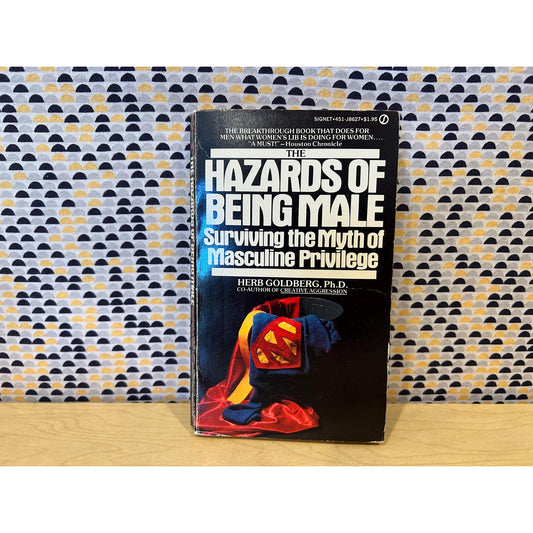 SIGNET•451-J8627•$1.95
THE BREAKTHROUGH BOOK THAT DOES FOR
MEN WHAT WOMEN'S LIB IS DOING FOR WOMEN....
"A MUST!"—Houston Chronicle
THE
HAZARDS OF
BEING MALE
Surviving the Myth of
Masculine Privilege
HERB GOLDBERG, Ph.D.
CO-AUTHOR OF CREATIVE AGGRESSION
M